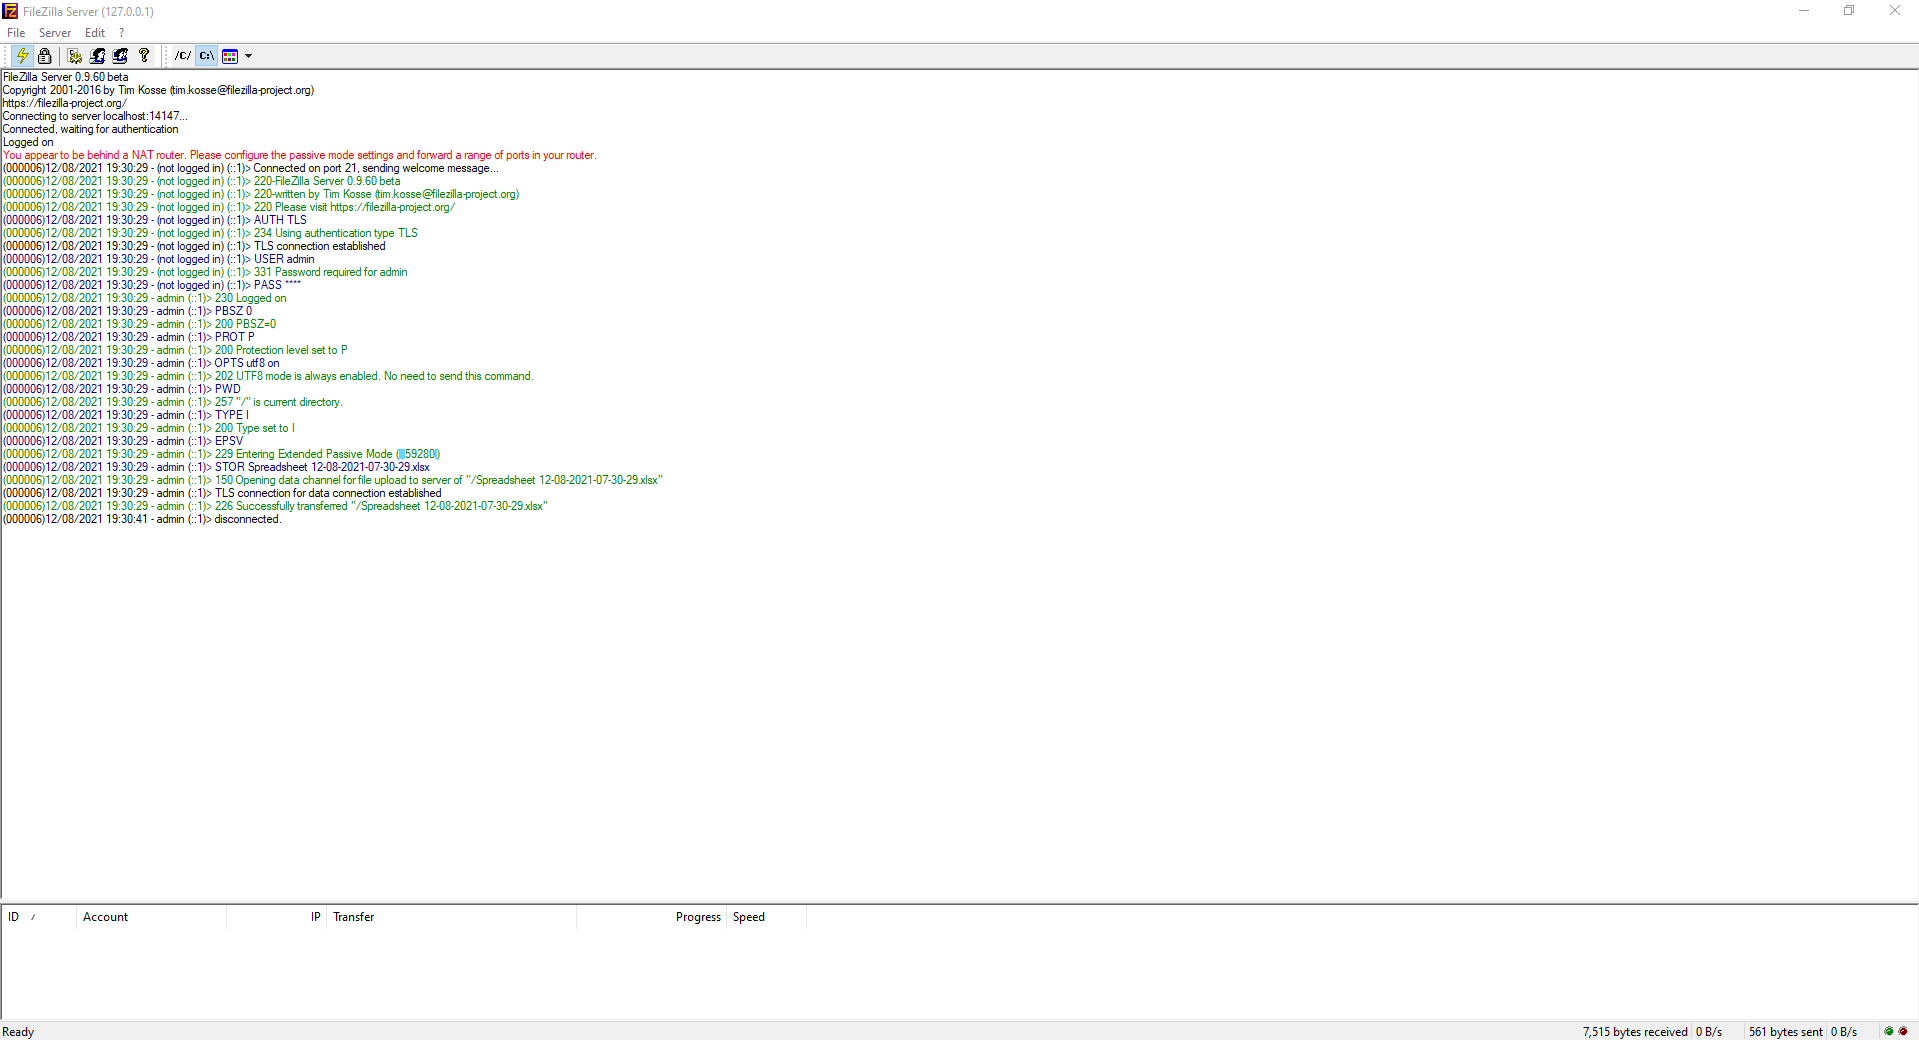 FileZilla Server (127.0.0.1)
File Server Edit ?
/C/ C:\
FileZilla Server 0.9.60 beta
Copyright 2001-2016 by Tim Kosse (tim.kosse@filezilla-project.org)
https://filezilla-project.org/
Connecting to server localhost:14147...
Connected, waiting for authentication
Logged on
You appear to be behind a NAT router. Please configure the passive mode settings and forward a range of ports in your router.
(000006)12/08/2021 19:30:29 - (not logged in) (::1)> Connected on port 21, sending welcome message...
(000006)12/08/2021 19:30:29 - (not logged in) (::1)> 220-FileZilla Server 0.9.60 beta
(000006)12/08/2021 19:30:29 - (not logged in) (::1)> 220-written by Tim Kosse (tim.kosse@filezilla-project.org)
(000006)12/08/2021 19:30:29 - (not logged in) (::1)> 220 Please visit https://filezilla-project.org/
(000006)12/08/2021 19:30:29 - (not logged in) (::1)> AUTH TLS
(000006)12/08/2021 19:30:29 - (not logged in) (::1)> 234 Using authentication type TLS
(000006)12/08/2021 19:30:29 - (not logged in) (::1)> TLS connection established
(000006)12/08/2021 19:30:29 - (not logged in) (::1)> USER admin
(000006)12/08/2021 19:30:29 - (not logged in) (::1)> 331 Password required for admin
(000006)12/08/2021 19:30:29 - (not logged in) (::1)> PASS ****
(000006)12/08/2021 19:30:29 - admin (::1)> 230 Logged on
(000006)12/08/2021 19:30:29 - admin (::1)> PBSZ 0
(000006)12/08/2021 19:30:29 - admin (::1)> 200 PBSZ=0
(000006)12/08/2021 19:30:29 - admin (::1)> PROT P
(000006)12/08/2021 19:30:29 - admin (::1)> 200 Protection level set to P
(000006)12/08/2021 19:30:29 - admin (::1)> OPTS utf8 on
(000006)12/08/2021 19:30:29 - admin (::1)> 202 UTF8 mode is always enabled. No need to send this command.
(000006)12/08/2021 19:30:29 - admin (::1)> PWD
(000006)12/08/2021 19:30:29 - admin (::1)> 257 "/" is current directory.
(000006)12/08/2021 19:30:29 - admin (::1)> TYPE I
(000006)12/08/2021 19:30:29 - admin (::1)> 200 Type set to I
(000006)12/08/2021 19:30:29 - admin (::1)> EPSV
(000006)12/08/2021 19:30:29 - admin (::1)> 229 Entering Extended Passive Mode (|||59280|)
(000006)12/08/2021 19:30:29 - admin (::1)> STOR Spreadsheet 12-08-2021-07-30-29.xlsx
(000006)12/08/2021 19:30:29 - admin (::1)> 150 Opening data channel for file upload to server of "/Spreadsheet 12-08-2021-07-30-29.xlsx"
(000006)12/08/2021 19:30:29 - admin (::1)> TLS connection for data connection established
(000006)12/08/2021 19:30:29 - admin (::1)> 226 Successfully transferred "/Spreadsheet 12-08-2021-07-30-29.xlsx"
(000006)12/08/2021 19:30:41 - admin (::1)> disconnected.
ID / Account IP Transfer Progress Speed
Ready 7,515 bytes received 0 B/s 561 bytes sent 0 B/s